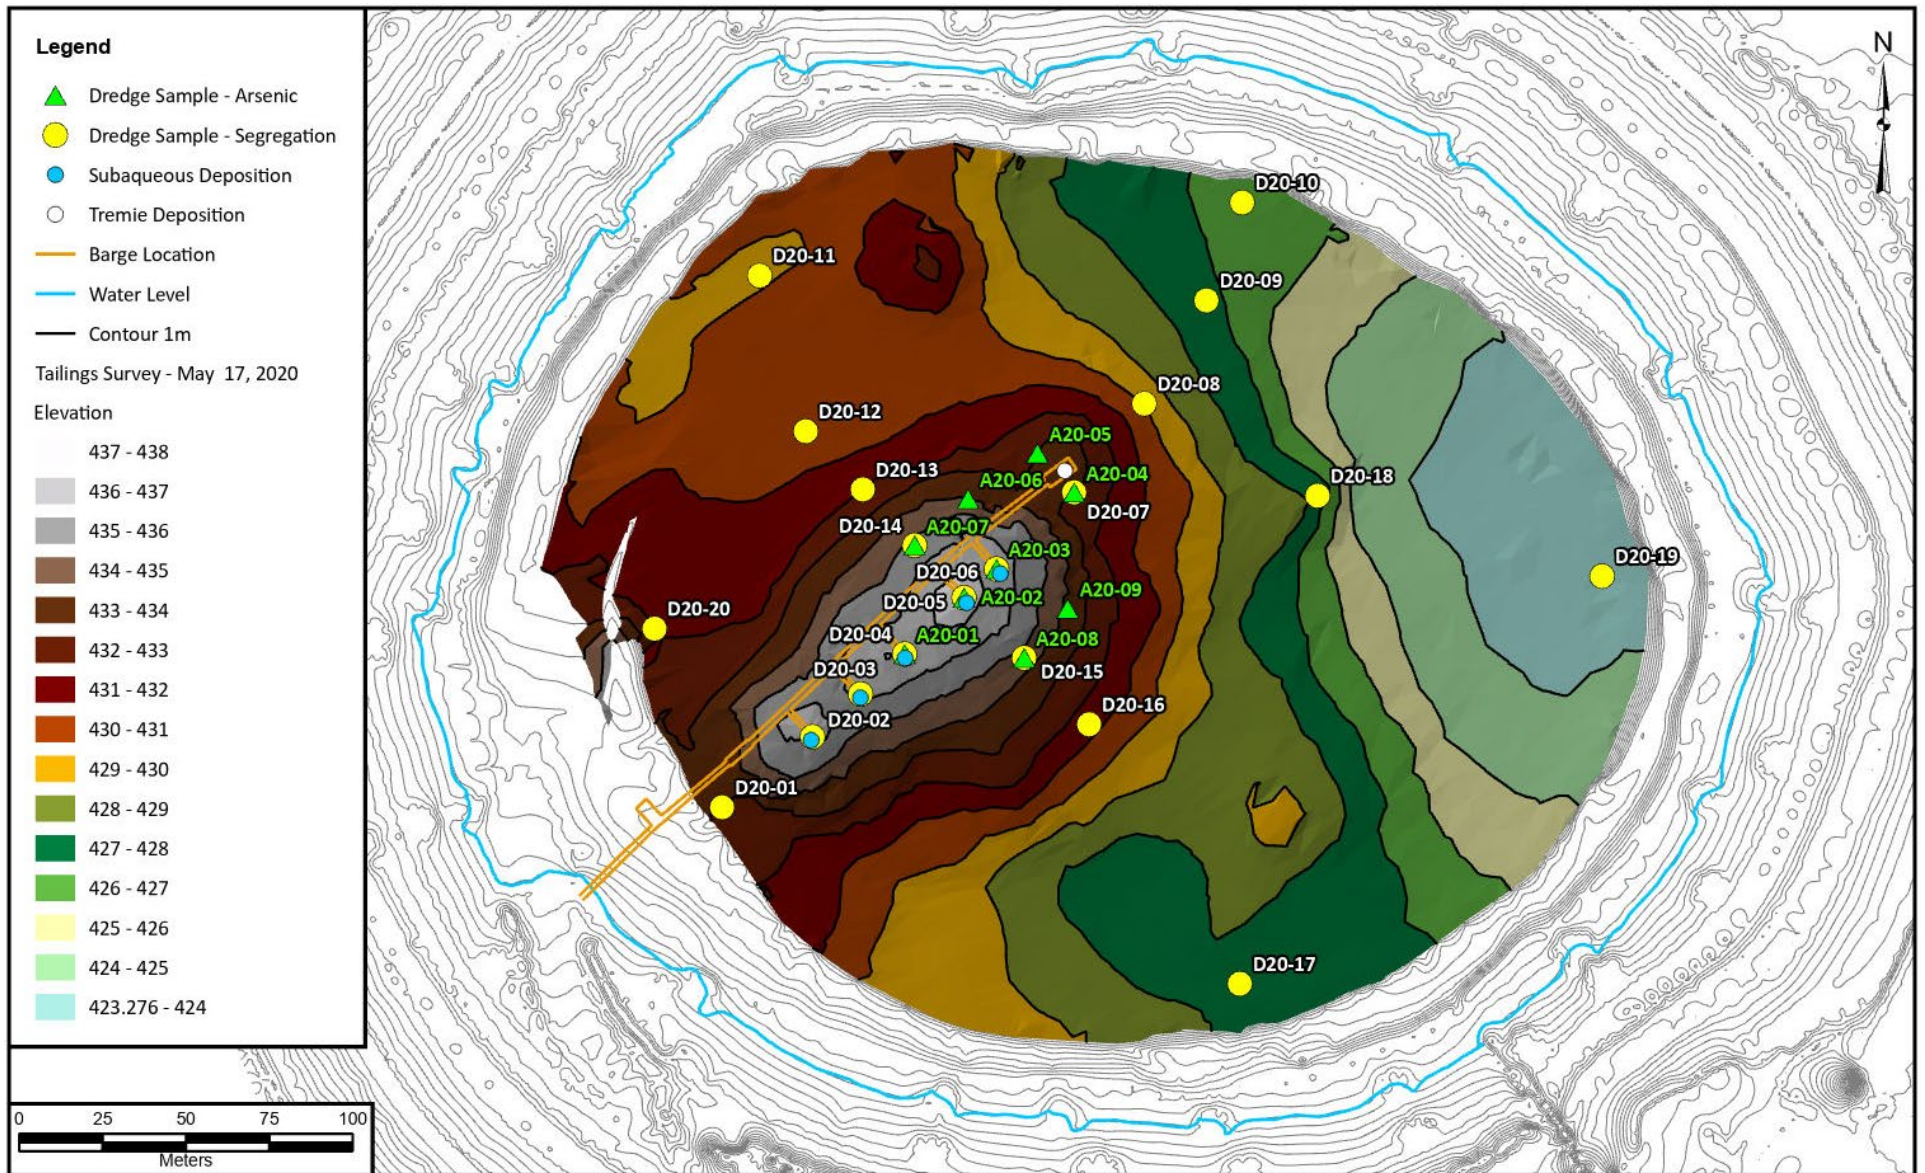 Legend
Dredge Sample - Arsenic
Dredge Sample - Segregation
Subaqueous Deposition
Tremie Deposition
Barge Location
Water Level
Contour 1m
Tailings Survey - May 17, 2020
Elevation
437 - 438
436 - 437
435 - 436
434 - 435
433 - 434
432 - 433
431 - 432
430 - 431
429 - 430
428 - 429
427 - 428
426 - 427
425 - 426
424 - 425
423.276 - 424
0 25 50 75 100
Meters
N
D20-10
D20-11
D20-09
D20-08
D20-12
A20-05
D20-13
A20-06
A20-04
D20-18
D20-07
D20-14
A20-07
A20-03
D20-19
D20-06
A20-09
D20-05
A20-02
D20-20
D20-04
A20-01
A20-08
D20-03
D20-15
D20-16
D20-02
D20-01
D20-17